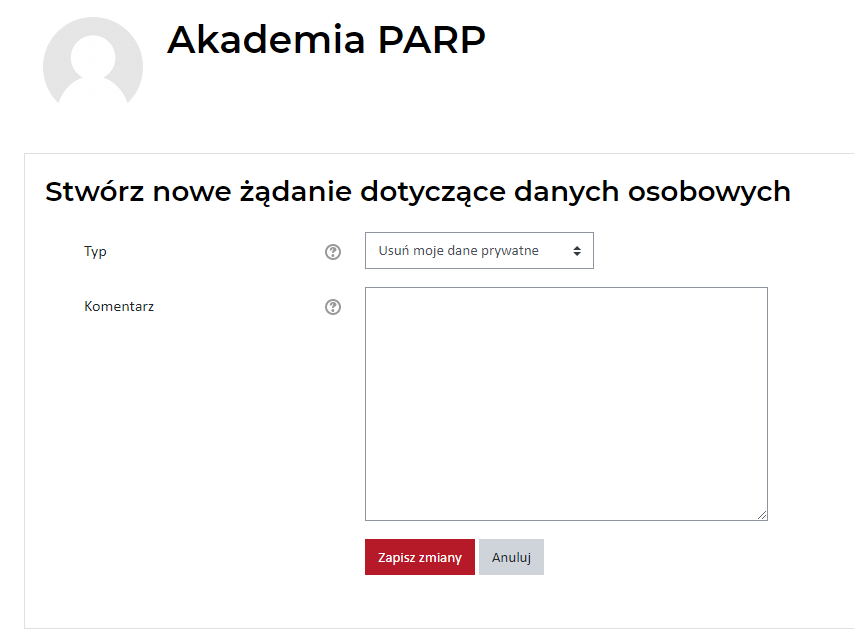 Akademia PARP
Stwórz nowe żądanie dotyczące danych osobowych
Typ
Usuń moje dane prywatne
Komentarz
Zapisz zmiany
Anuluj